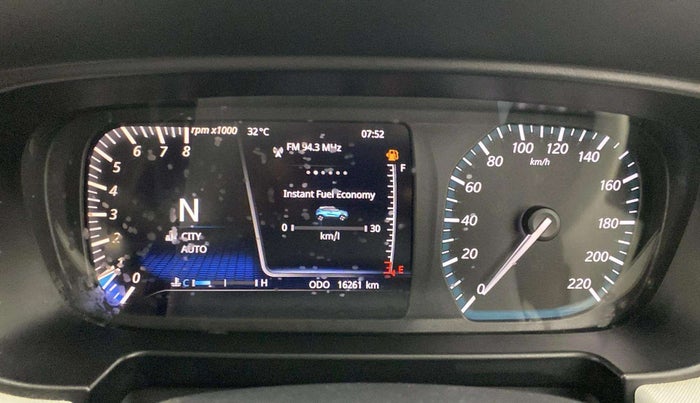 rpm x1000
32°C
07:52
FM 94.3 MHz
F
Instant Fuel Economy
0 30
km/l
E
N
CITY
AUTO
C H
ODO 16261 km
0 1 2 3 4 5 6 7 8
0 20 40 60 80 100 120 140 160 180 200 220
km/h